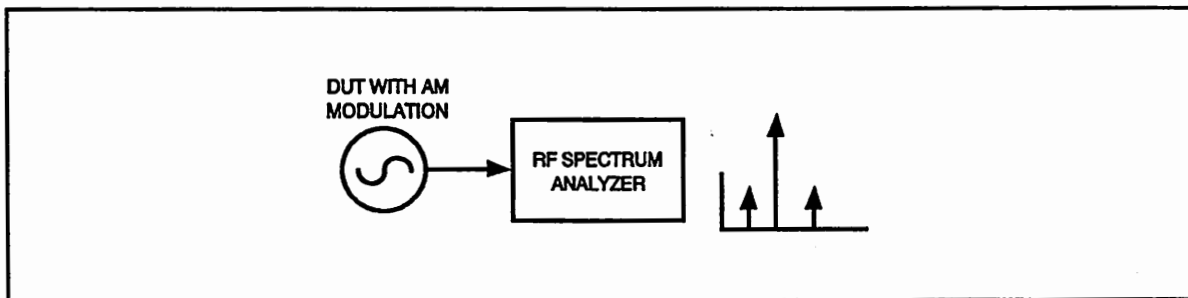 DUT WITH AM
MODULATION
RF SPECTRUM
ANALYZER